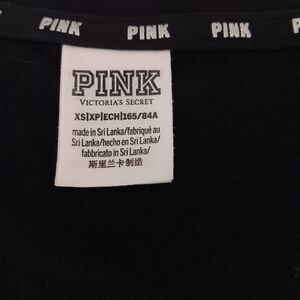 PINK PINK PINK PINK
PINK
VICTORIA'S SECRET
XS|XP|ECH|165/84A
made in Sri Lanka/fabriqué au
Sri Lanka/hecho en Sri Lanka/
fabbricato in Sri Lanka/
斯里兰卡制造